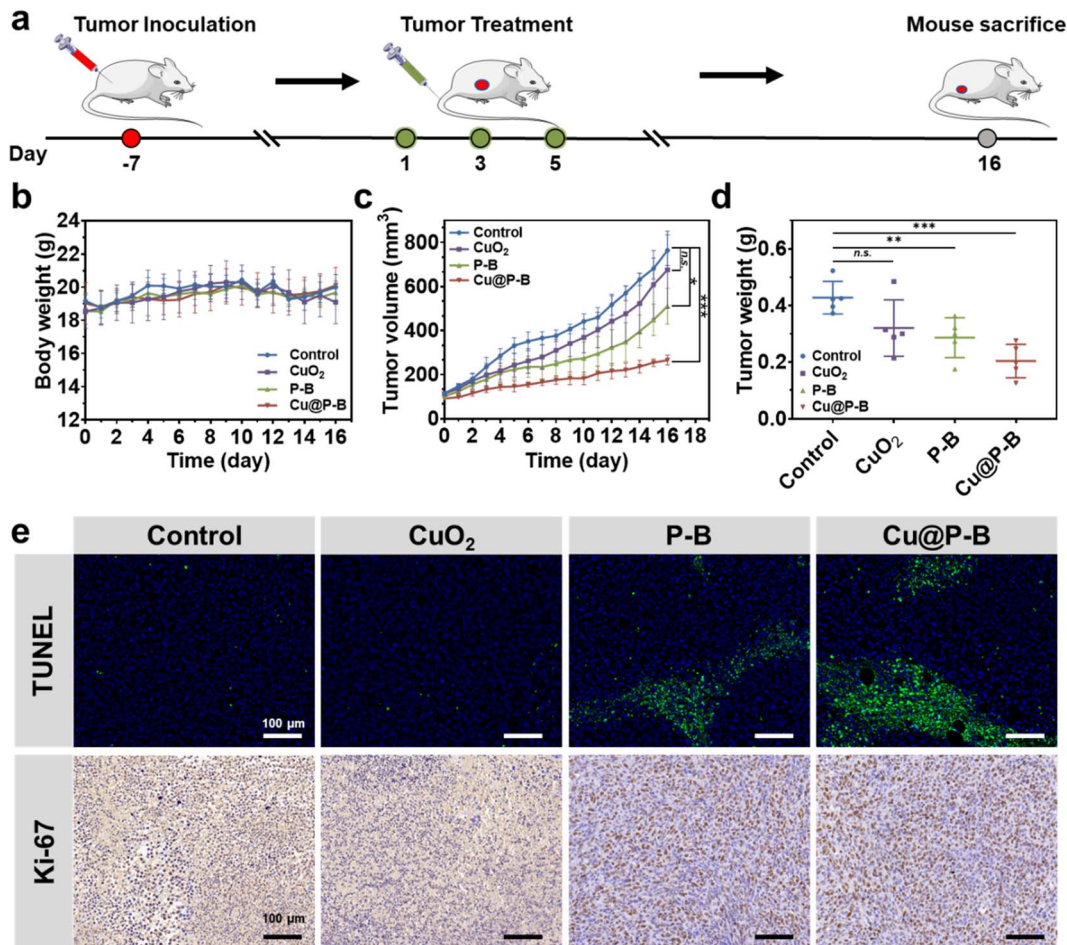 a
Tumor Inoculation
Tumor Treatment
Mouse sacrifice
Day
-7
1
3
5
16
b
Body weight (g)
24
22
20
18
16
14
12
Control
CuO₂
P-B
Cu@P-B
0 2 4 6 8 10 12 14 16
Time (day)
c
Tumor volume (mm³)
800
600
400
200
0
Control
CuO₂
P-B
Cu@P-B
n.s.
*
***
0 2 4 6 8 10 12 14 16 18
Time (day)
d
Tumor weight (g)
0.6
0.4
0.2
0.0
***
**
n.s.
Control
CuO₂
P-B
Cu@P-B
Control
CuO₂
P-B
Cu@P-B
e
Control
CuO₂
P-B
Cu@P-B
TUNEL
100 μm
Ki-67
100 μm